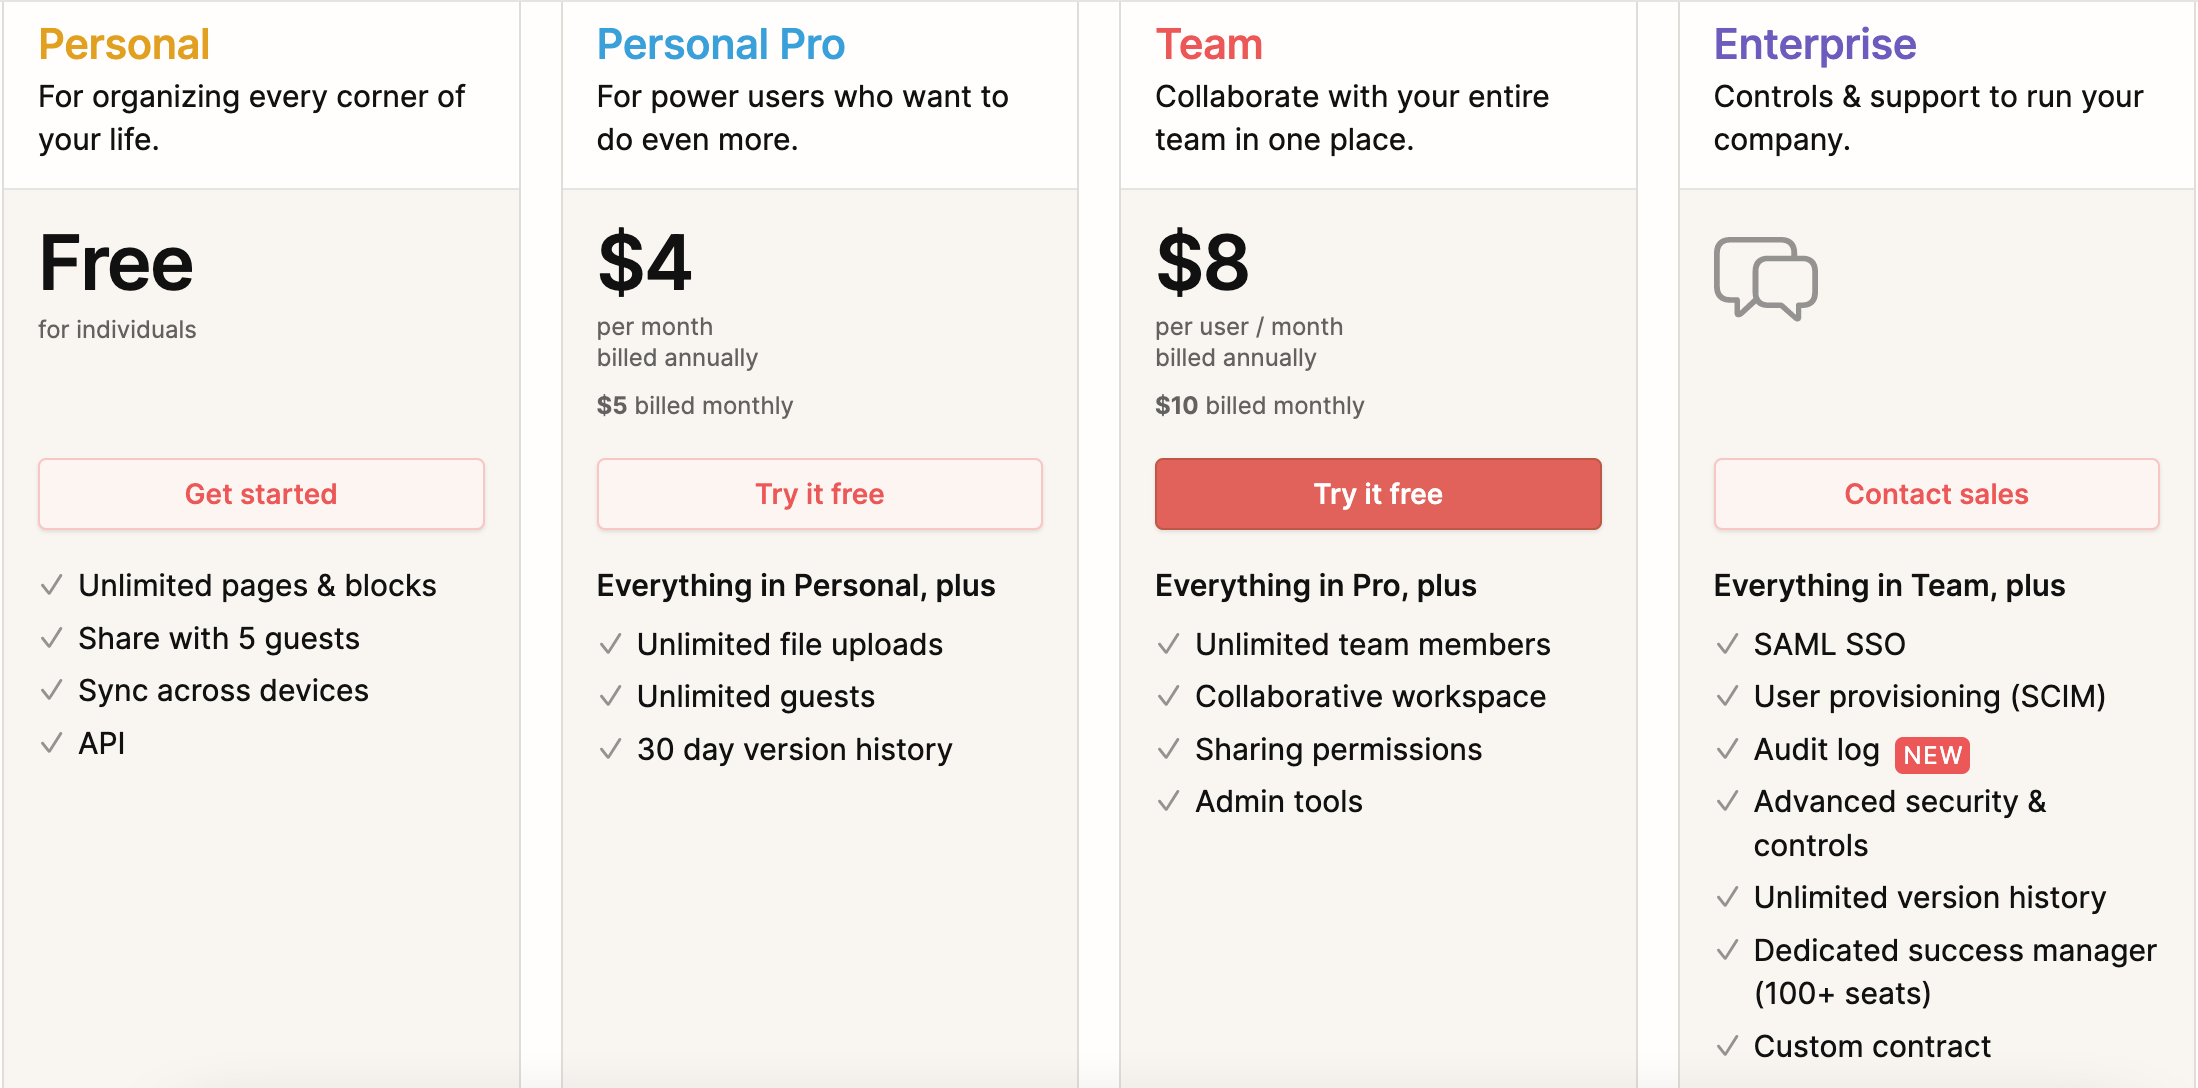 Personal
For organizing every corner of
your life.
Free
for individuals
Get started
Unlimited pages & blocks
Share with 5 guests
Sync across devices
API
Personal Pro
For power users who want to
do even more.
$4
per month
billed annually
$5 billed monthly
Try it free
Everything in Personal, plus
Unlimited file uploads
Unlimited guests
30 day version history
Team
Collaborate with your entire
team in one place.
$8
per user / month
billed annually
$10 billed monthly
Try it free
Everything in Pro, plus
Unlimited team members
Collaborative workspace
Sharing permissions
Admin tools
Enterprise
Controls & support to run your
company.
Contact sales
Everything in Team, plus
SAML SSO
User provisioning (SCIM)
Audit log NEW
Advanced security &
controls
Unlimited version history
Dedicated success manager
(100+ seats)
Custom contract